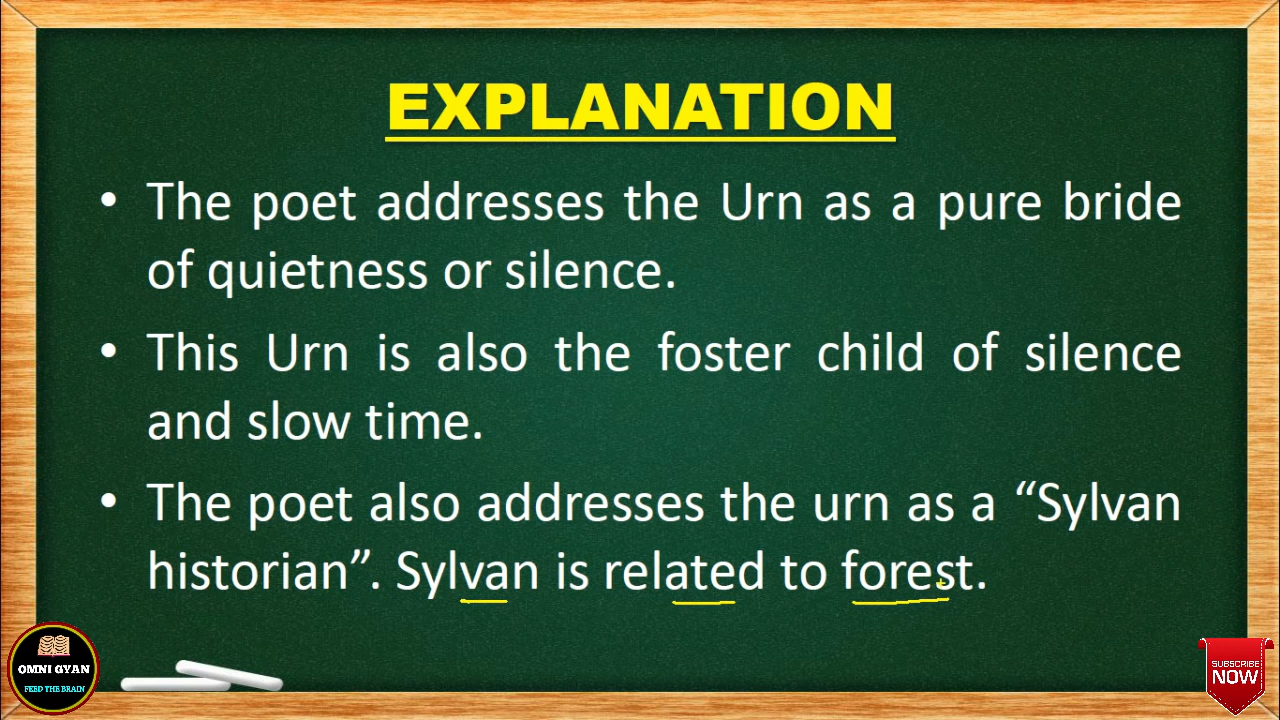 EXPLANATION
• The poet addresses the Urn as a pure bride
of quietness or silence.
• This Urn is also the foster child of silence
and slow time.
• The poet also addresses the urn as a “Sylvan
historian”. Sylvan is related to forest.
OMNI GYAN
FEED THE BRAIN
SUBSCRIBE
NOW